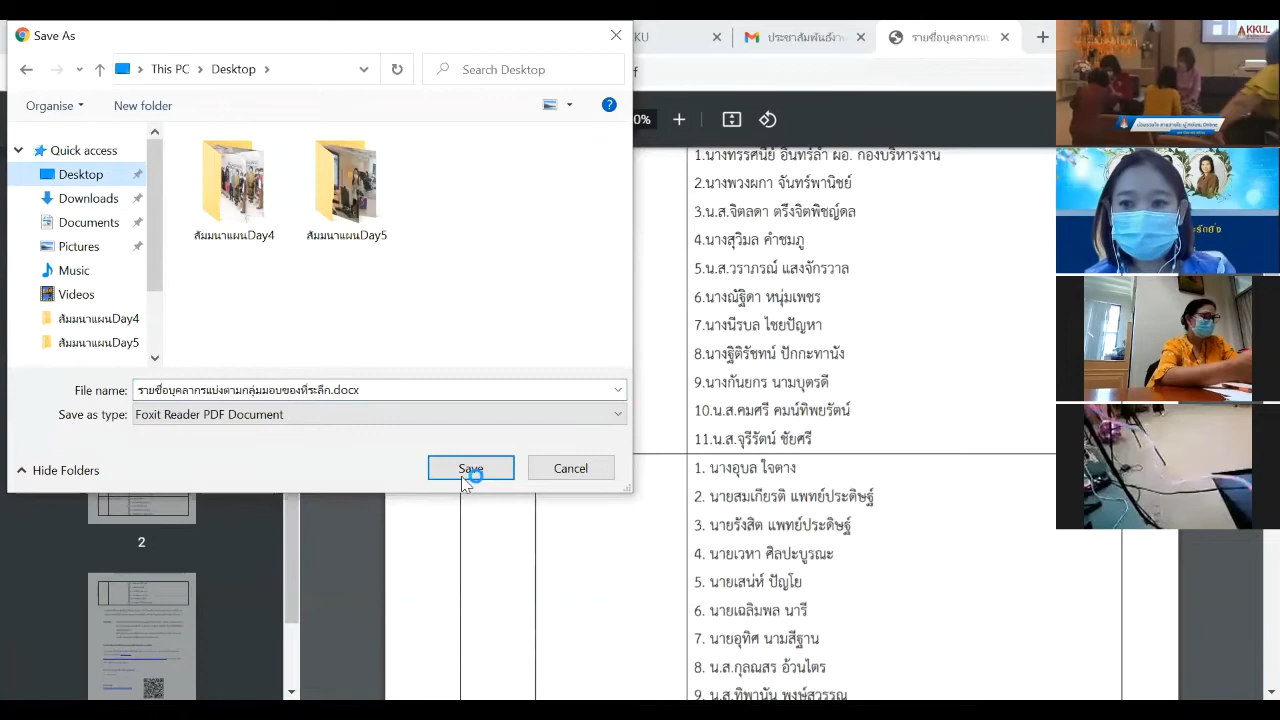 Save As
This PC
Desktop
Search Desktop
Organise
New folder
Quick access
Desktop
Downloads
Documents
Pictures
Music
Videos
สัมมนาแผนDay4
สัมมนาแผนDay5
สัมมนาแผนDay4
สัมมนาแผนDay5
File name:
รายชื่อบุคลากรแบ่งตามกลุ่มมอบของที่ระลึก.docx
Save as type:
Foxit Reader PDF Document
Hide Folders
Save
Cancel
2
KU
ประชาสัมพันธ์
รายชื่อบุคลากรแ
f
0%
1.นางทรรศนีย์ อินทร์ลำ ผอ. กองบริหารงาน
2.นางพวงผกา จันทร์พานิชย์
3.น.ส.จิตลดา ตรึงจิตพิชญ์ดล
4.นางสุวิมล คำชมภู
5.น.ส.วราภรณ์ แสงจักรวาล
6.นางณัฐิดา หนุ่มเพชร
7.นางนีรบล ไชยปัญหา
8.นางฐิติรัชทน์ ปักกะทานัง
9.นางกันยกร นามบุตรดี
10.น.ส.คมศรี คมน์ทิพยรัตน์
11.น.ส.จุรีรัตน์ ชัยศรี
1. นางอุบล ใจตาง
2. นายสมเกียรติ แพทย์ประดิษฐ์
3. นายรังสิต แพทย์ประดิษฐ์
4. นายเวหา ศิลปะบูรณะ
5. นายเสน่ห์ ปัญโย
6. นายเฉลิมพล นารี
7. นายอุทิศ นามสีฐาน
8. น.ส.กุลณสร อ้วนไตร
9. น.ส.ทิพานัน พงษ์สุวรรณ
KKUL